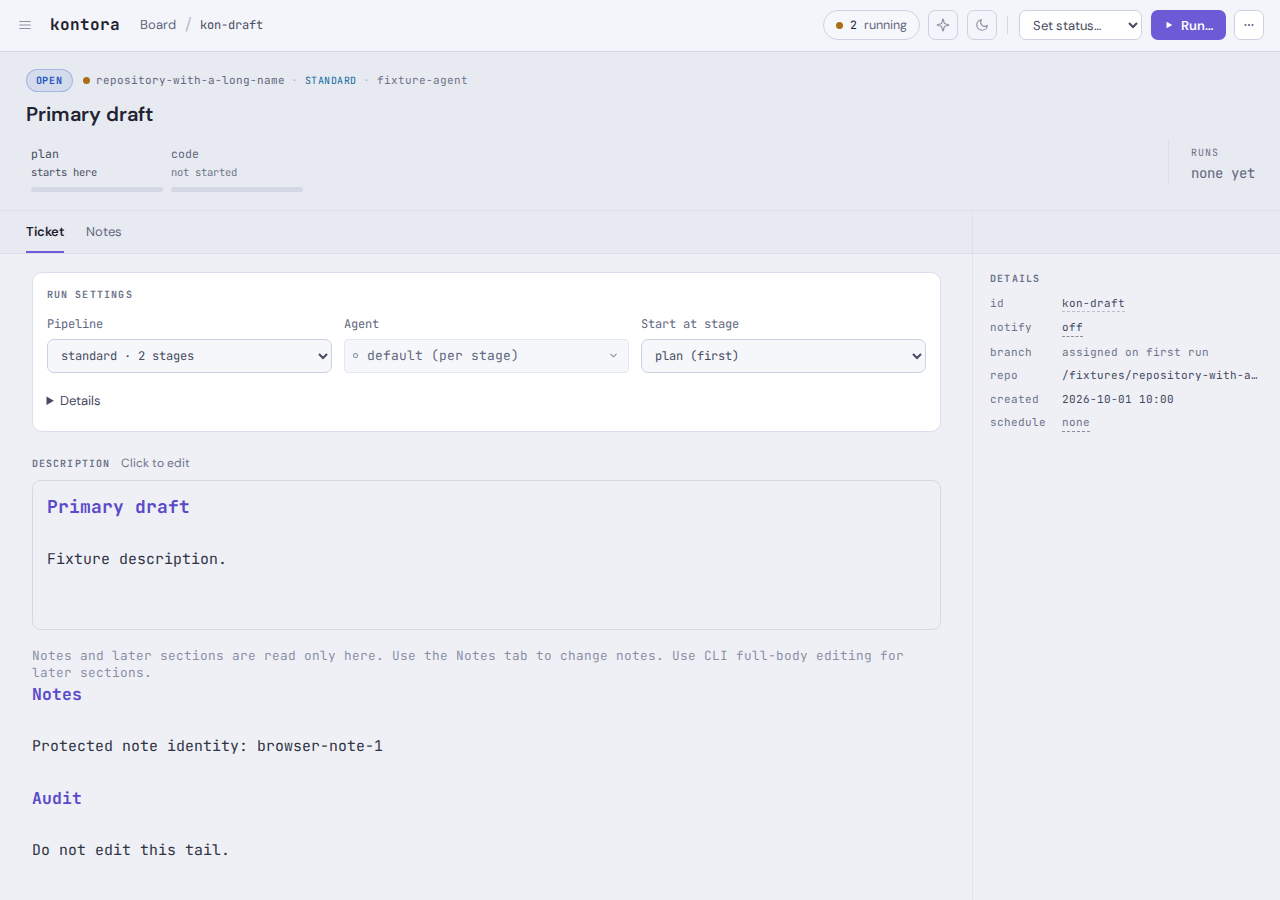 kontora Board / kon-draft 2 running Set status... Run... ...
OPEN repository-with-a-long-name · STANDARD · fixture-agent
Primary draft
plan code
starts here not started
RUNS
none yet
Ticket Notes
RUN SETTINGS
Pipeline Agent Start at stage
standard · 2 stages default (per stage) plan (first)
Details
DESCRIPTION Click to edit
Primary draft
Fixture description.
Notes and later sections are read only here. Use the Notes tab to change notes. Use CLI full-body editing for
later sections.
Notes
Protected note identity: browser-note-1
Audit
Do not edit this tail.
DETAILS
id kon-draft
notify off
branch assigned on first run
repo /fixtures/repository-with-a…
created 2026-10-01 10:00
schedule none